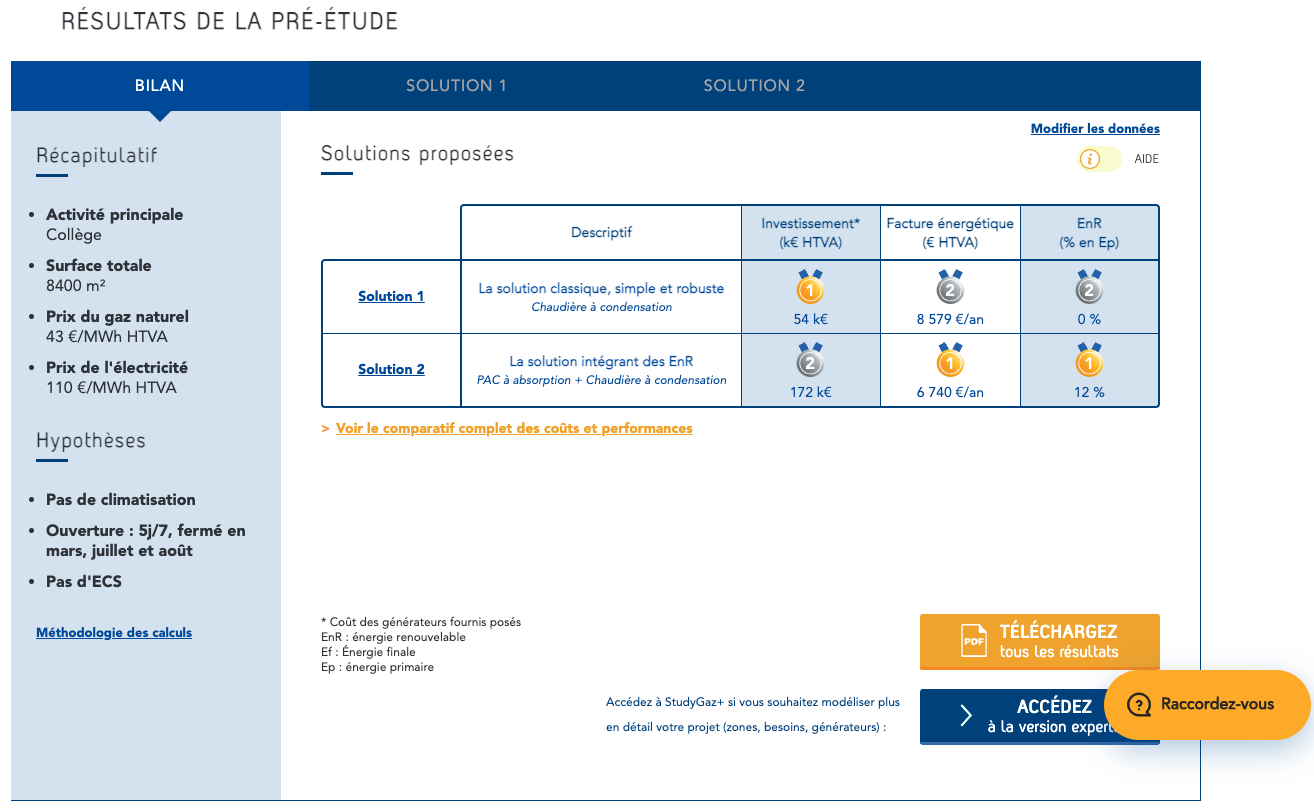 RÉSULTATS DE LA PRÉ-ÉTUDE
BILAN
SOLUTION 1
SOLUTION 2
Récapitulatif
• Activité principale
Collège
• Surface totale
8400 m²
• Prix du gaz naturel
43 €/MWh HTVA
• Prix de l'électricité
110 €/MWh HTVA
Hypothèses
• Pas de climatisation
• Ouverture : 5j/7, fermé en
mars, juillet et août
• Pas d'ECS
Méthodologie des calculs
Modifier les données
Solutions proposées
i AIDE
Descriptif
Investissement*
(k€ HTVA)
Facture énergétique
(€ HTVA)
EnR
(% en Ep)
Solution 1
La solution classique, simple et robuste
Chaudière à condensation
1
54 k€
2
8 579 €/an
2
0 %
Solution 2
La solution intégrant des EnR
PAC à absorption + Chaudière à condensation
2
172 k€
1
6 740 €/an
1
12 %
> Voir le comparatif complet des coûts et performances
* Coût des générateurs fournis posés
EnR : énergie renouvelable
Ef : Énergie finale
Ep : énergie primaire
PDF
TÉLÉCHARGEZ
tous les résultats
Accédez à StudyGaz+ si vous souhaitez modéliser plus
en détail votre projet (zones, besoins, générateurs) :
ACCÉDEZ
à la version expert
? Raccordez-vous